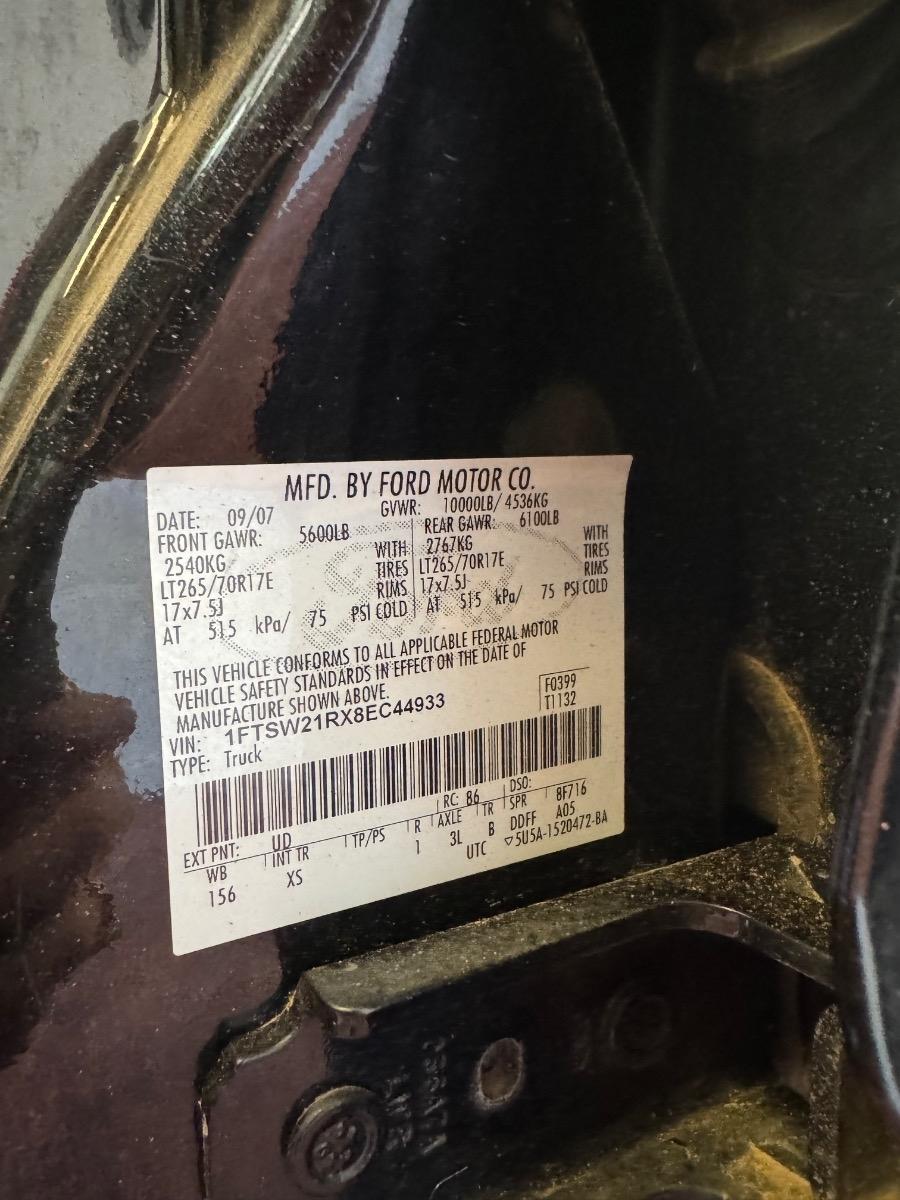 MFD. BY FORD MOTOR CO.
DATE: 09/07 GVWR: 10000LB/ 4536KG
FRONT GAWR: 5600LB REAR GAWR: 6100LB
2540KG WITH 2767KG WITH
LT265/70R17E TIRES LT265/70R17E TIRES
17x7.5J RIMS 17x7.5J RIMS
AT 515 kPa/ 75 PSI COLD AT 515 kPa/ 75 PSI COLD
THIS VEHICLE CONFORMS TO ALL APPLICABLE FEDERAL MOTOR
VEHICLE SAFETY STANDARDS IN EFFECT ON THE DATE OF
MANUFACTURE SHOWN ABOVE.
VIN: 1FTSW21RX8EC44933 F0399
TYPE: Truck T1132
EXT PNT: UD RC: 86 DSO:
WB INT TR TP/PS R AXLE TR SPR 8F716
156 XS 1 3L B DDFF A05
UTC ▽5U5A-1520472-BA